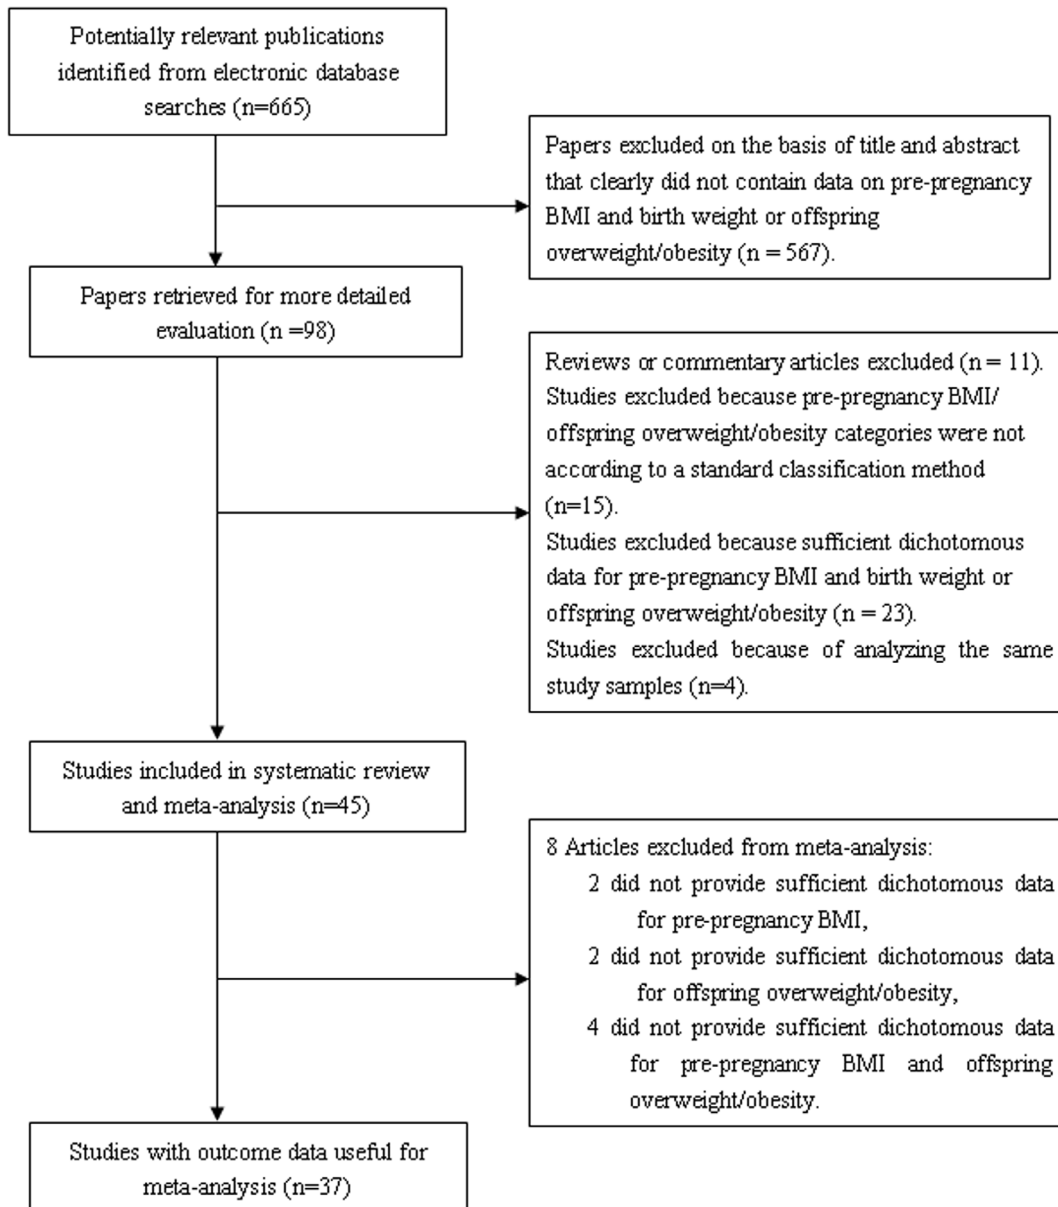 Potentially relevant publications
identified from electronic database
searches (n=665)
Papers excluded on the basis of title and abstract
that clearly did not contain data on pre-pregnancy
BMI and birth weight or offspring
overweight/obesity (n = 567).
Papers retrieved for more detailed
evaluation (n =98)
Reviews or commentary articles excluded (n = 11).
Studies excluded because pre-pregnancy BMI/
offspring overweight/obesity categories were not
according to a standard classification method
(n=15).
Studies excluded because sufficient dichotomous
data for pre-pregnancy BMI and birth weight or
offspring overweight/obesity (n = 23).
Studies excluded because of analyzing the same
study samples (n=4).
Studies included in systematic review
and meta-analysis (n=45)
8 Articles excluded from meta-analysis:
2 did not provide sufficient dichotomous data
for pre-pregnancy BMI,
2 did not provide sufficient dichotomous data
for offspring overweight/obesity,
4 did not provide sufficient dichotomous data
for pre-pregnancy BMI and offspring
overweight/obesity.
Studies with outcome data useful for
meta-analysis (n=37)